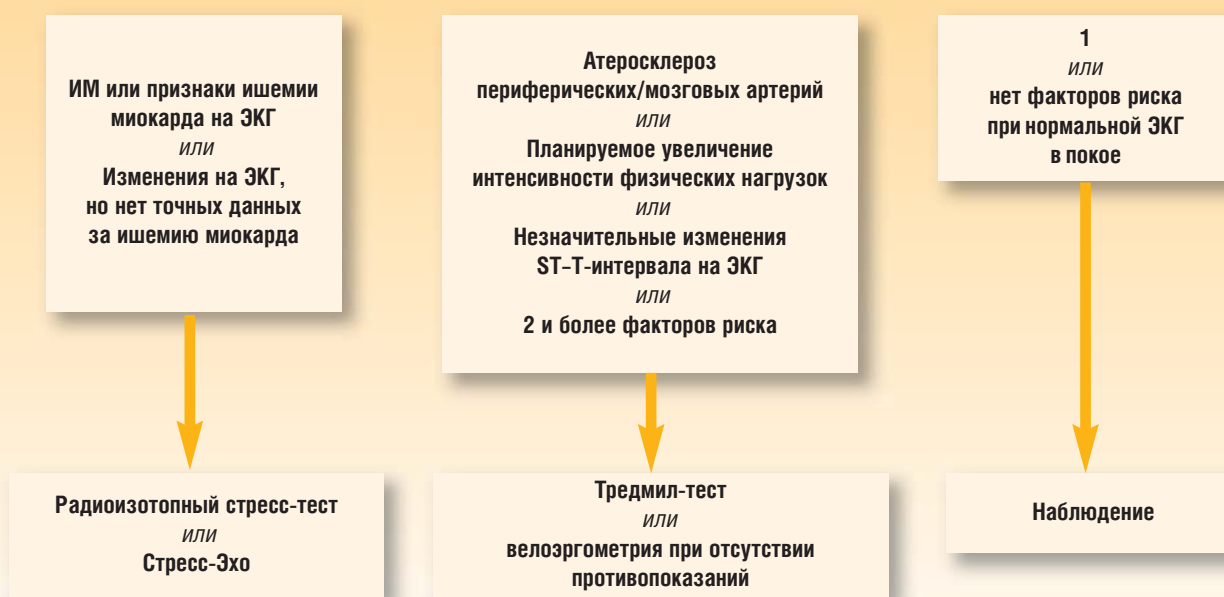 ИМ или признаки ишемии
миокарда на ЭКГ
или
Изменения на ЭКГ,
но нет точных данных
за ишемию миокарда
Атеросклероз
периферических/мозговых артерий
или
Планируемое увеличение
интенсивности физических нагрузок
или
Незначительные изменения
ST–T-интервала на ЭКГ
или
2 и более факторов риска
1
или
нет факторов риска
при нормальной ЭКГ
в покое
Радиоизотопный стресс-тест
или
Стресс-Эхо
Тредмил-тест
или
велоэргометрия при отсутствии
противопоказаний
Наблюдение